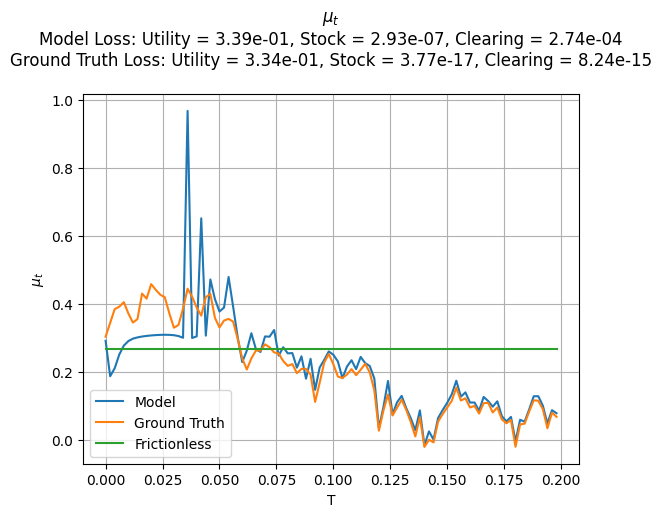 μₜ
Model Loss: Utility = 3.39e-01, Stock = 2.93e-07, Clearing = 2.74e-04
Ground Truth Loss: Utility = 3.34e-01, Stock = 3.77e-17, Clearing = 8.24e-15
1.0
0.8
0.6
μₜ
0.4
0.2
0.0
Model
Ground Truth
Frictionless
0.000 0.025 0.050 0.075 0.100 0.125 0.150 0.175 0.200
T